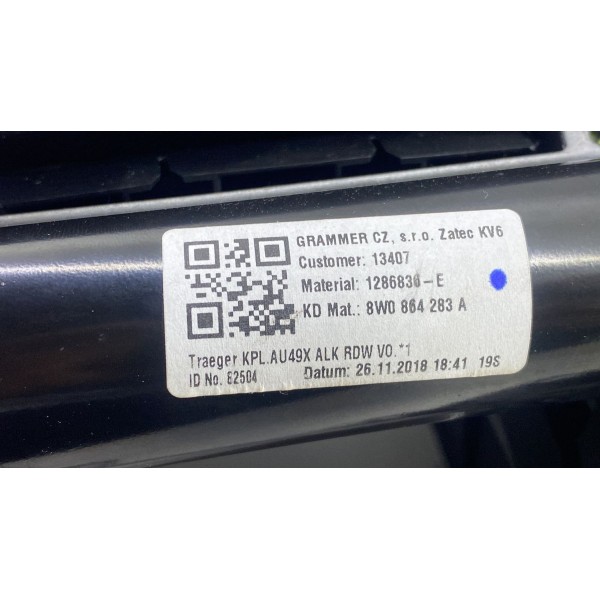 GRAMMER CZ, s.r.o. Zatec KV6
Customer: 13407
Material: 1286836-E
KD Mat.: 8W0 864 283 A
Traeger KPL.AU49X ALK RDW V0.*1
ID No. 82504 Datum: 26.11.2018 18:41 19S